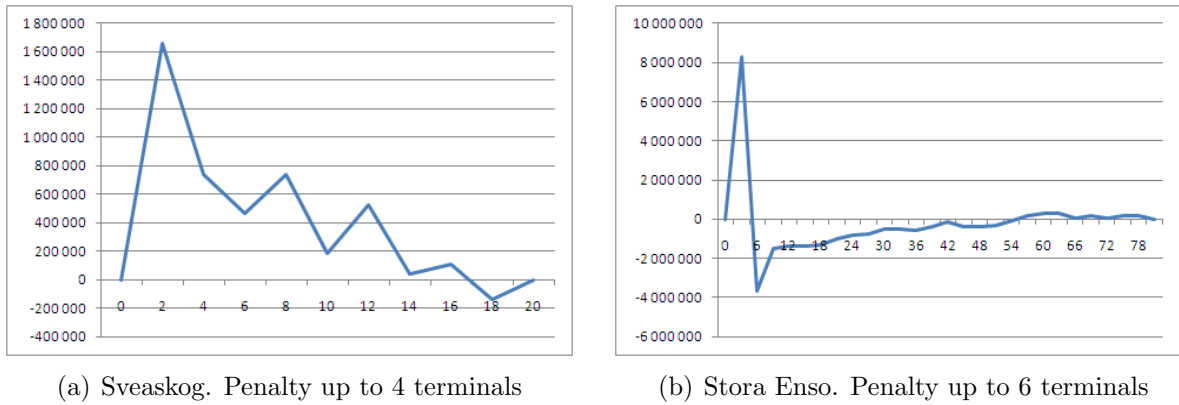 1 800 000
1 600 000
1 400 000
1 200 000
1 000 000
800 000
600 000
400 000
200 000
0
-200 000
-400 000
0 2 4 6 8 10 12 14 16 18 20
(a) Sveaskog. Penalty up to 4 terminals
10 000 000
8 000 000
6 000 000
4 000 000
2 000 000
0
-2 000 000
-4 000 000
-6 000 000
0 6 12 18 24 30 36 42 48 54 60 66 72 78
(b) Stora Enso. Penalty up to 6 terminals